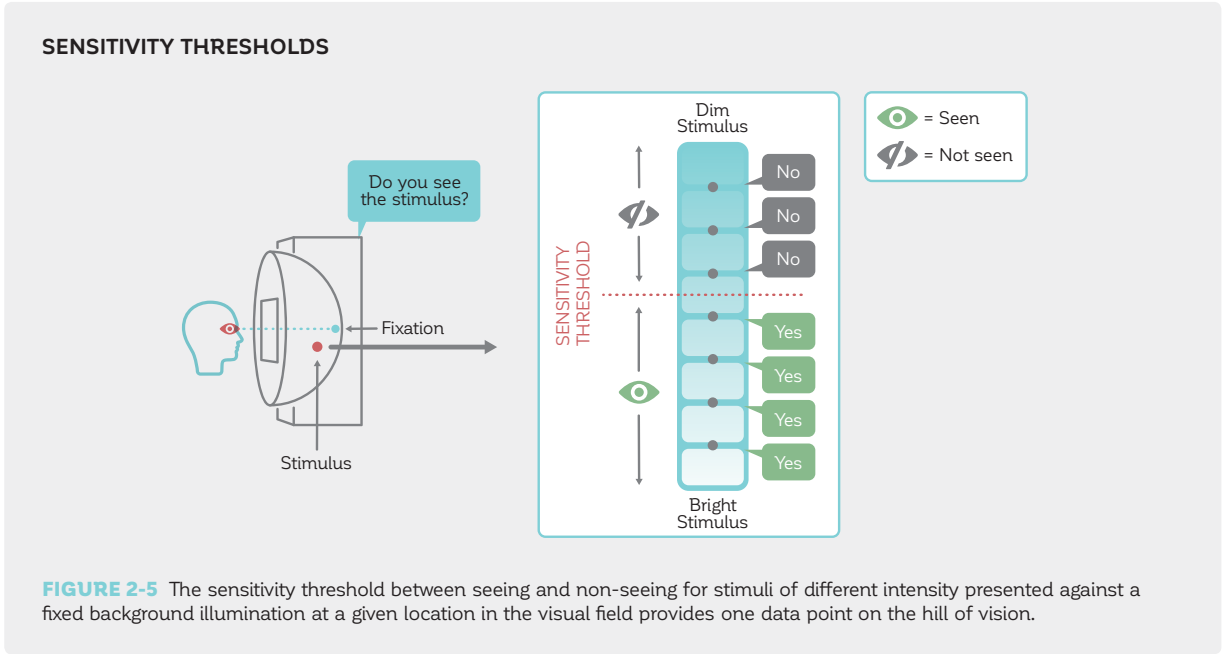 SENSITIVITY THRESHOLDS
Do you see
the stimulus?
Fixation
Stimulus
SENSITIVITY
THRESHOLD
Dim
Stimulus
No
No
No
Yes
Yes
Yes
Yes
Bright
Stimulus
= Seen
= Not seen
FIGURE 2-5 The sensitivity threshold between seeing and non-seeing for stimuli of different intensity presented against a
fixed background illumination at a given location in the visual field provides one data point on the hill of vision.